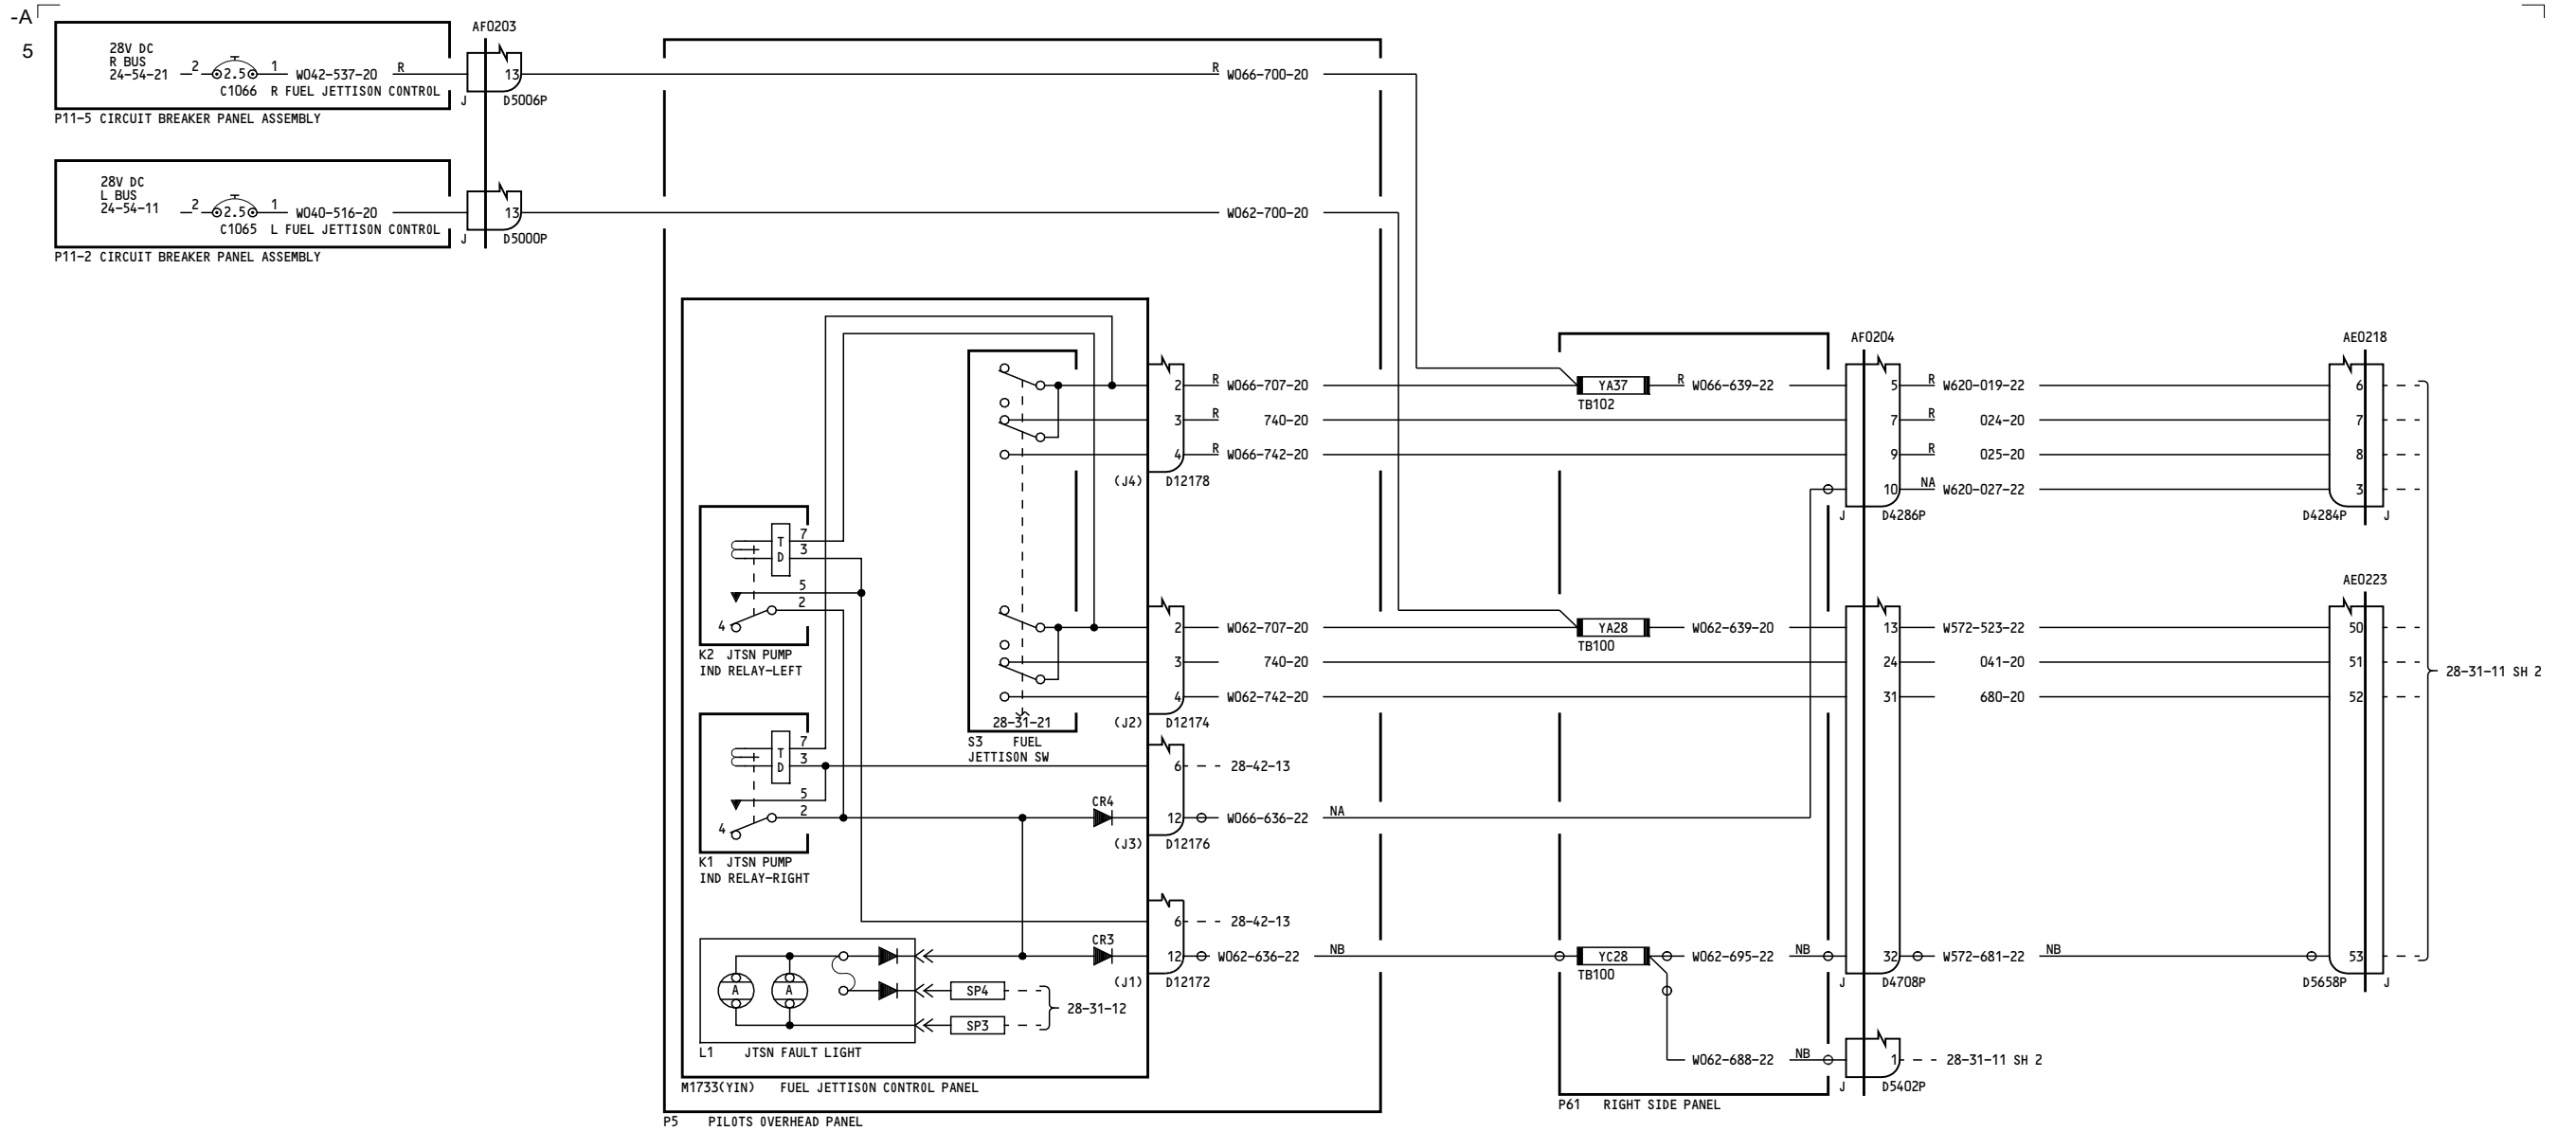 -A
5
28V DC
R BUS
24-54-21
2
2.5
1
W042-537-20
R
C1066 R FUEL JETTISON CONTROL
P11-5 CIRCUIT BREAKER PANEL ASSEMBLY
AF0203
13
J
D5006P
R
W066-700-20
28V DC
L BUS
24-54-11
2
2.5
1
W040-516-20
C1065 L FUEL JETTISON CONTROL
P11-2 CIRCUIT BREAKER PANEL ASSEMBLY
13
J
D5000P
W062-700-20
2
R
W066-707-20
3
R
740-20
4
R
W066-742-20
(J4)
D12178
YA37
TB102
R
W066-639-22
AF0204
5
R
W620-019-22
7
R
024-20
9
R
025-20
10
NA
W620-027-22
J
D4286P
AE0218
6
7
8
3
D4284P
J
T
D
7
3
5
2
4
K2 JTSN PUMP
IND RELAY-LEFT
28-31-21
S3 FUEL
JETTISON SW
2
W062-707-20
3
740-20
4
W062-742-20
(J2)
D12174
YA28
TB100
W062-639-20
13
W572-523-22
24
041-20
31
680-20
AE0223
50
51
52
28-31-11 SH 2
T
D
7
3
5
2
4
K1 JTSN PUMP
IND RELAY-RIGHT
6
28-42-13
CR4
12
W066-636-22
NA
(J3)
D12176
6
28-42-13
CR3
12
W062-636-22
NB
(J1)
D12172
YC28
TB100
W062-695-22
NB
32
W572-681-22
NB
53
J
D4708P
D5658P
J
A
A
SP4
SP3
28-31-12
L1 JTSN FAULT LIGHT
W062-688-22
NB
1
28-31-11 SH 2
J
D5402P
M1733(YIN) FUEL JETTISON CONTROL PANEL
P61 RIGHT SIDE PANEL
P5 PILOTS OVERHEAD PANEL